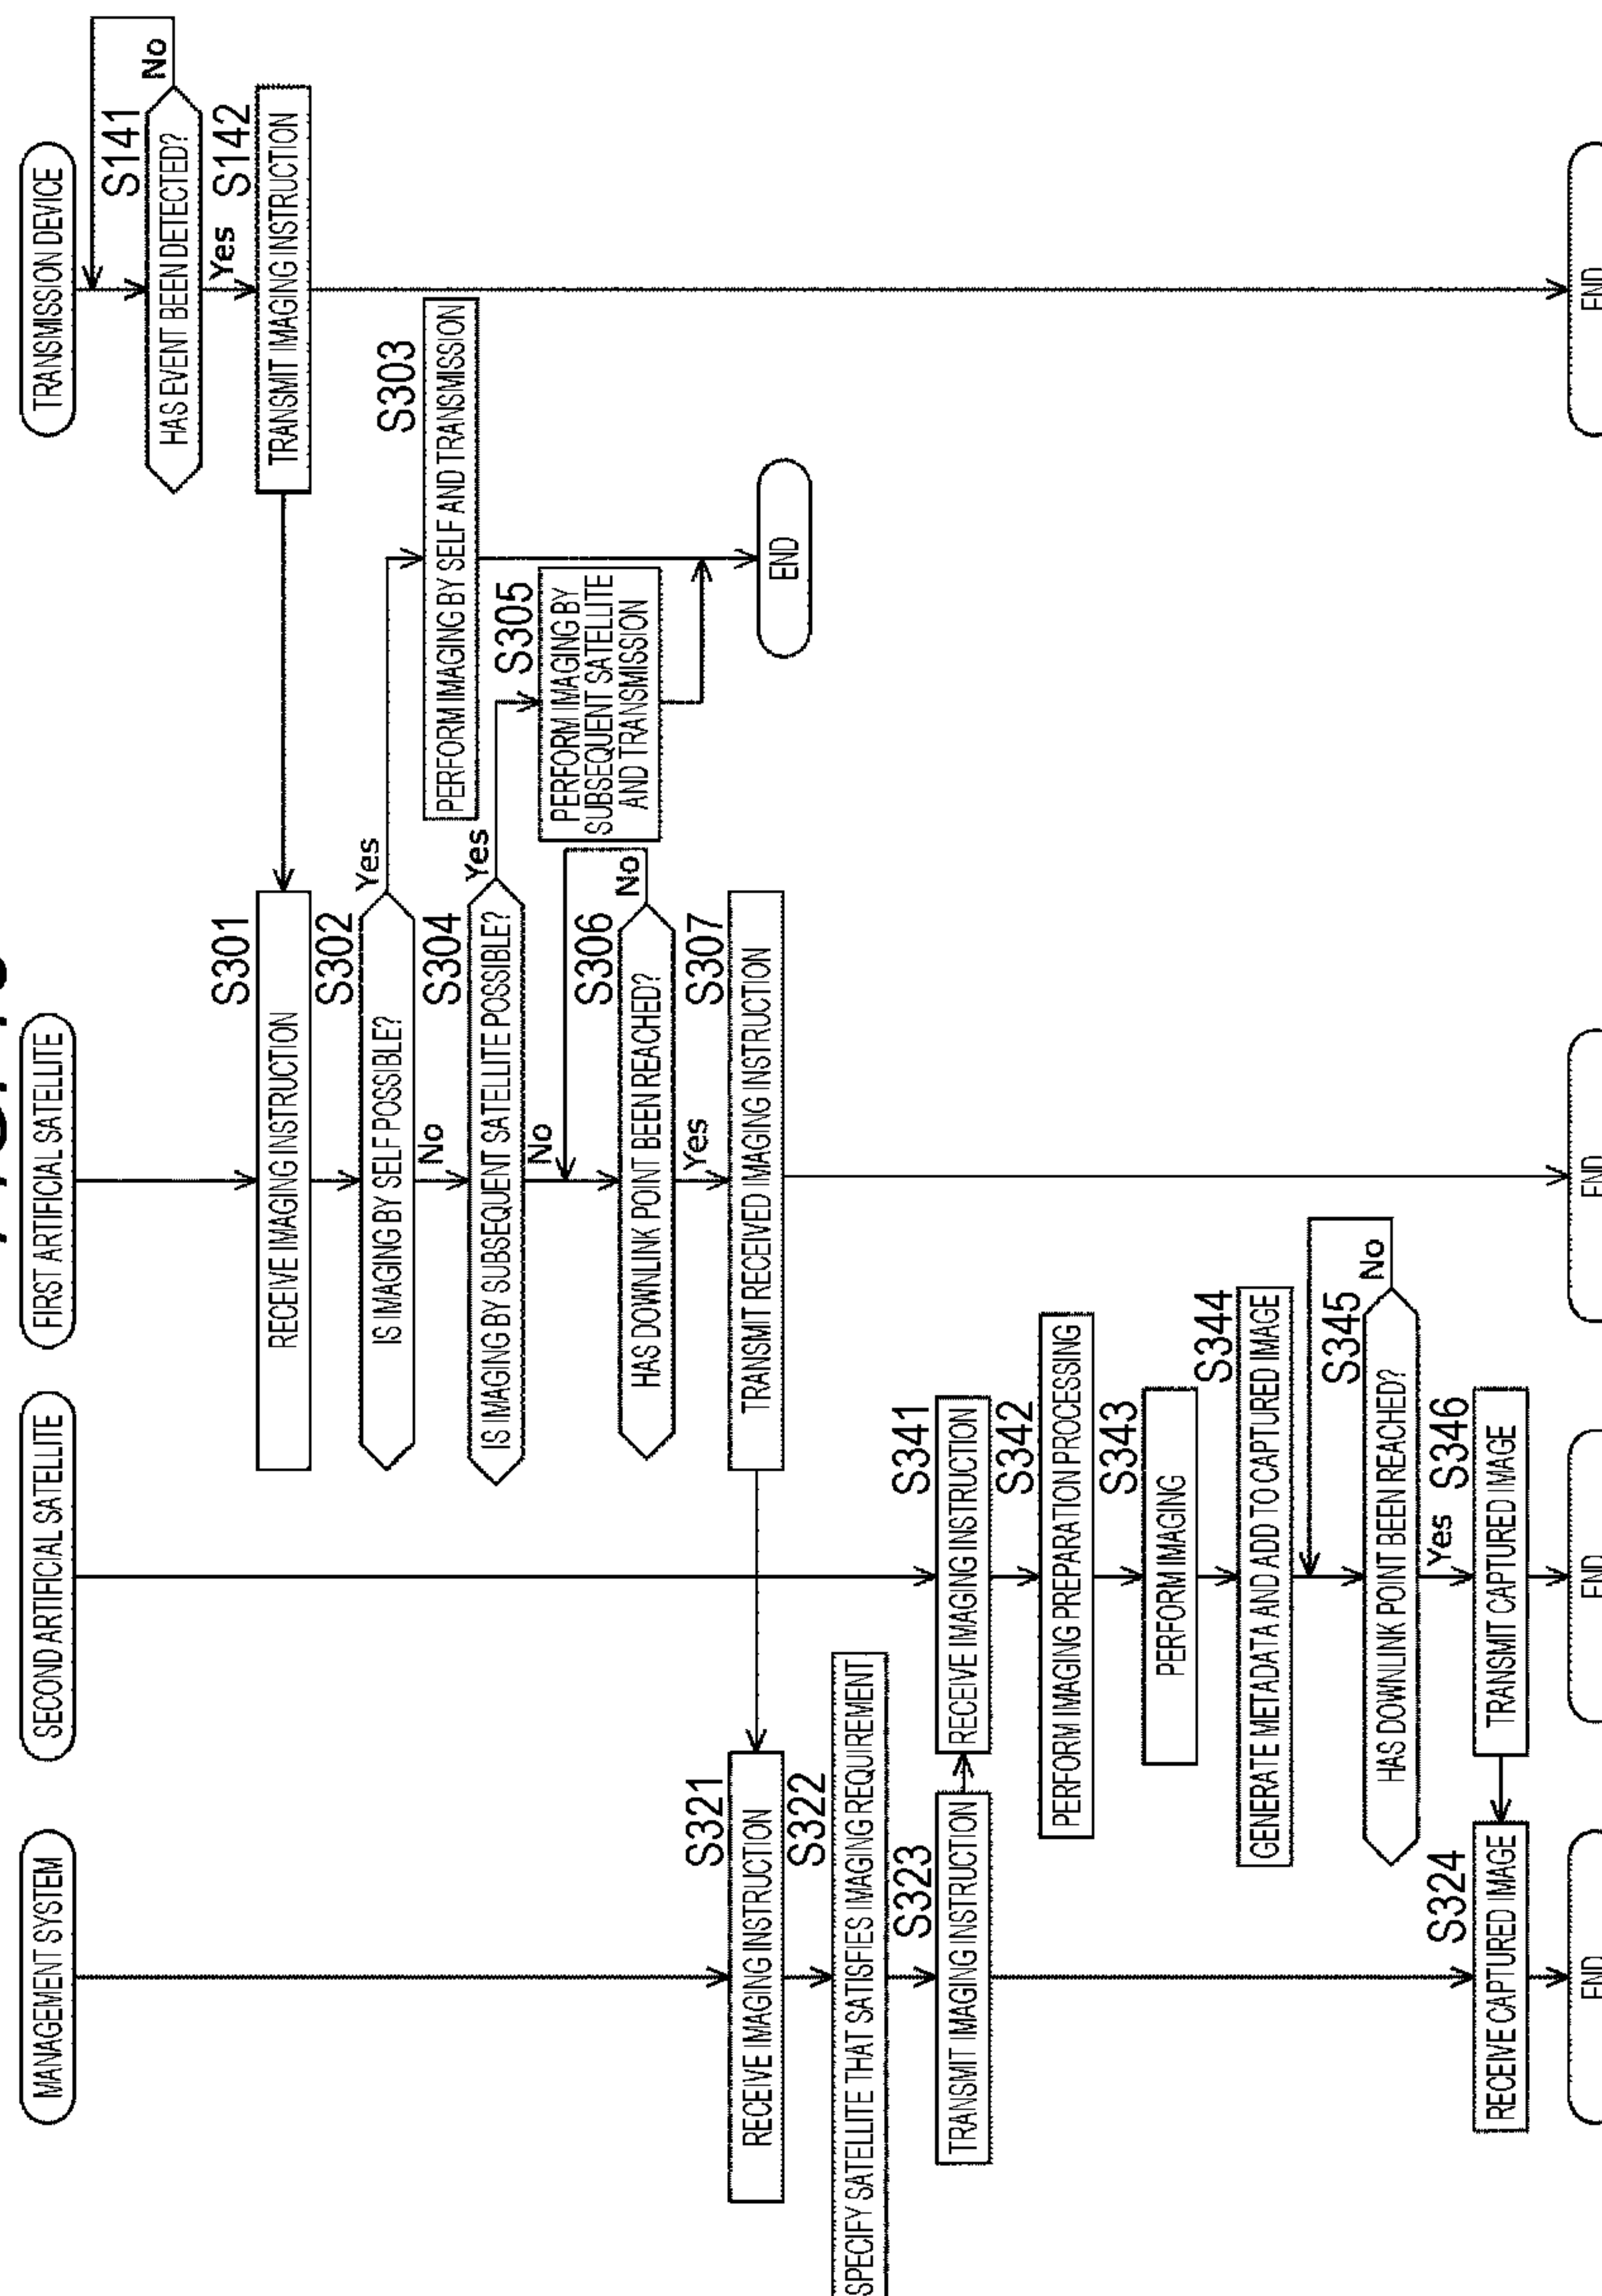 MANAGEMENT SYSTEM
SECOND ARTIFICIAL SATELLITE
FIRST ARTIFICIAL SATELLITE
TRANSMISSION DEVICE
S141
HAS EVENT BEEN DETECTED?
No
Yes
S142
TRANSMIT IMAGING INSTRUCTION
S301
RECEIVE IMAGING INSTRUCTION
S302
IS IMAGING BY SELF POSSIBLE?
Yes
No
S303
PERFORM IMAGING BY SELF AND TRANSMISSION
S304
IS IMAGING BY SUBSEQUENT SATELLITE POSSIBLE?
Yes
No
S305
PERFORM IMAGING BY
SUBSEQUENT SATELLITE
AND TRANSMISSION
S306
HAS DOWNLINK POINT BEEN REACHED?
No
Yes
END
S307
TRANSMIT RECEIVED IMAGING INSTRUCTION
S321
RECEIVE IMAGING INSTRUCTION
S322
SPECIFY SATELLITE THAT SATISFIES IMAGING REQUIREMENT
S323
TRANSMIT IMAGING INSTRUCTION
S341
RECEIVE IMAGING INSTRUCTION
S342
PERFORM IMAGING PREPARATION PROCESSING
S343
PERFORM IMAGING
S344
GENERATE METADATA AND ADD TO CAPTURED IMAGE
S345
HAS DOWNLINK POINT BEEN REACHED?
No
Yes
S346
TRANSMIT CAPTURED IMAGE
S324
RECEIVE CAPTURED IMAGE
END
END
END
END